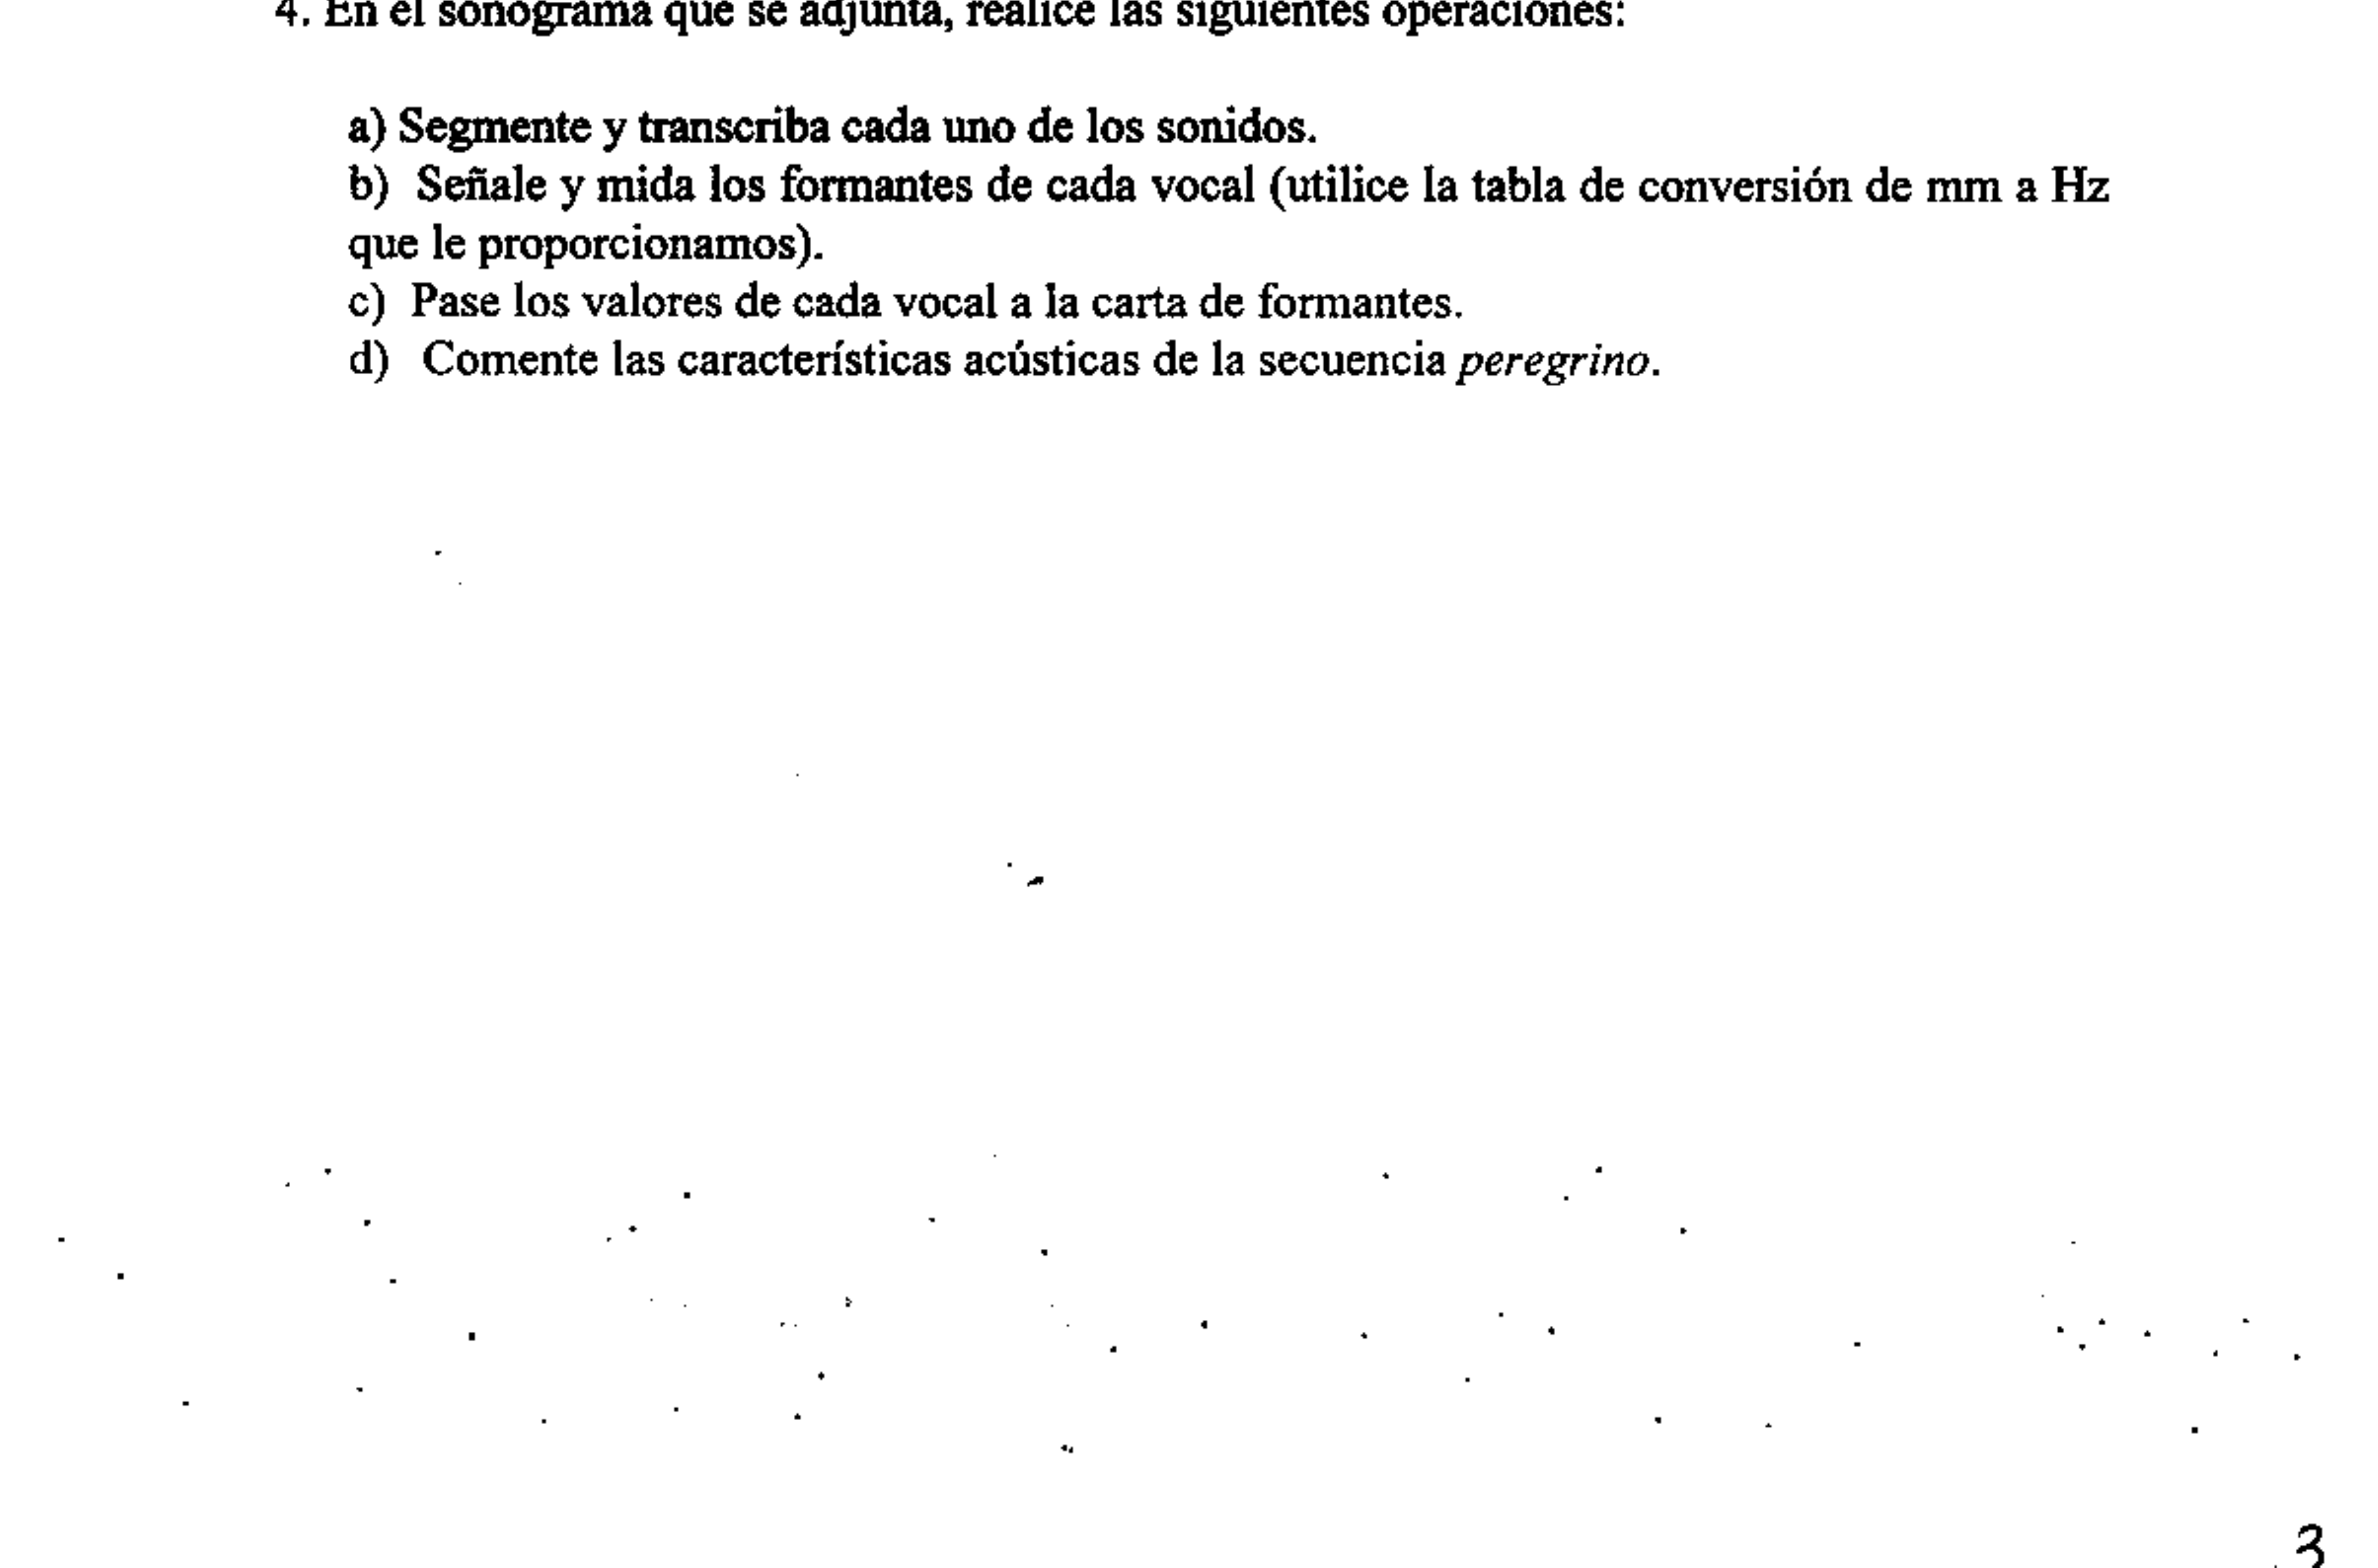 4. En el sonograma que se adjunta, realice las siguientes operaciones:
a) Segmente y transcriba cada uno de los sonidos.
b) Señale y mida los formantes de cada vocal (utilice la tabla de conversión de mm a Hz
que le proporcionamos).
c) Pase los valores de cada vocal a la carta de formantes.
d) Comente las características acústicas de la secuencia peregrino.
3